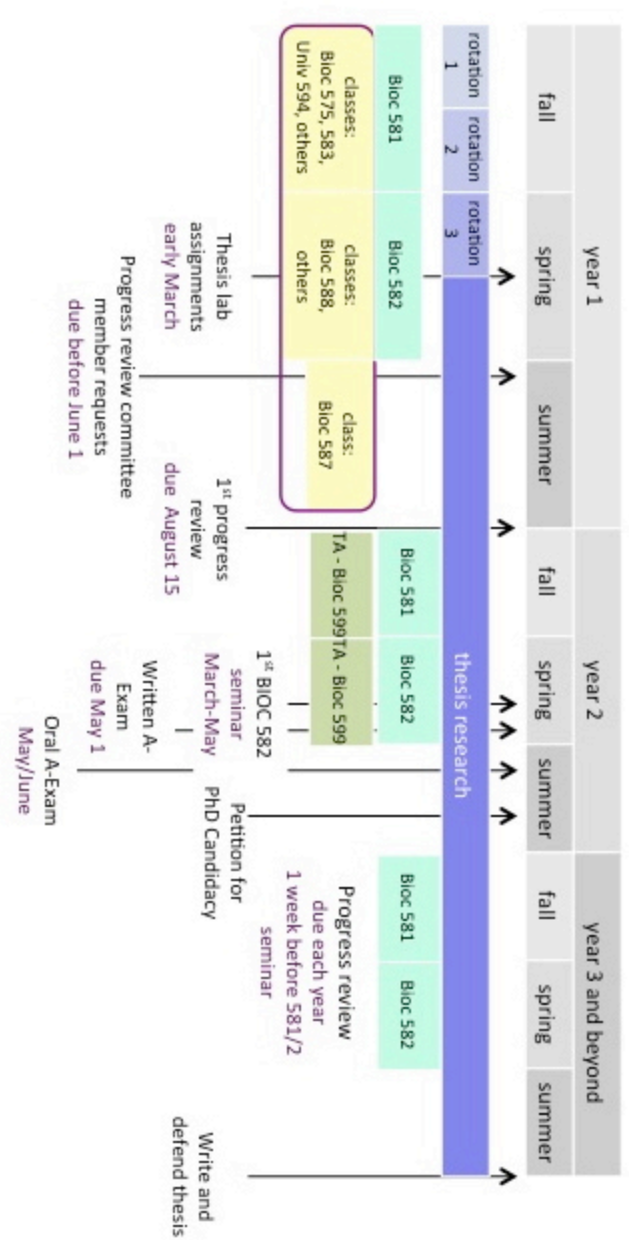 year 1
year 2
year 3 and beyond
fall
spring
summer
fall
spring
summer
fall
spring
summer
rotation
1
rotation
2
rotation
3
thesis research
Bioc 581
Bioc 582
Bioc 581
Bioc 582
Bioc 581
Bioc 582
classes:
Bioc 575, 583,
Univ 594, others
classes:
Bioc 588,
others
class:
Bioc 587
TA - Bioc 599
TA - Bioc 599
Thesis lab
assignments
early March
Progress review committee
member requests
due before June 1
1st progress
review
due August 15
1st BIOC 582
seminar
March-May
Written A-
Exam
due May 1
Oral A-Exam
May/June
Petition for
PhD Candidacy
Progress review
due each year
1 week before 581/2
seminar
Write and
defend thesis